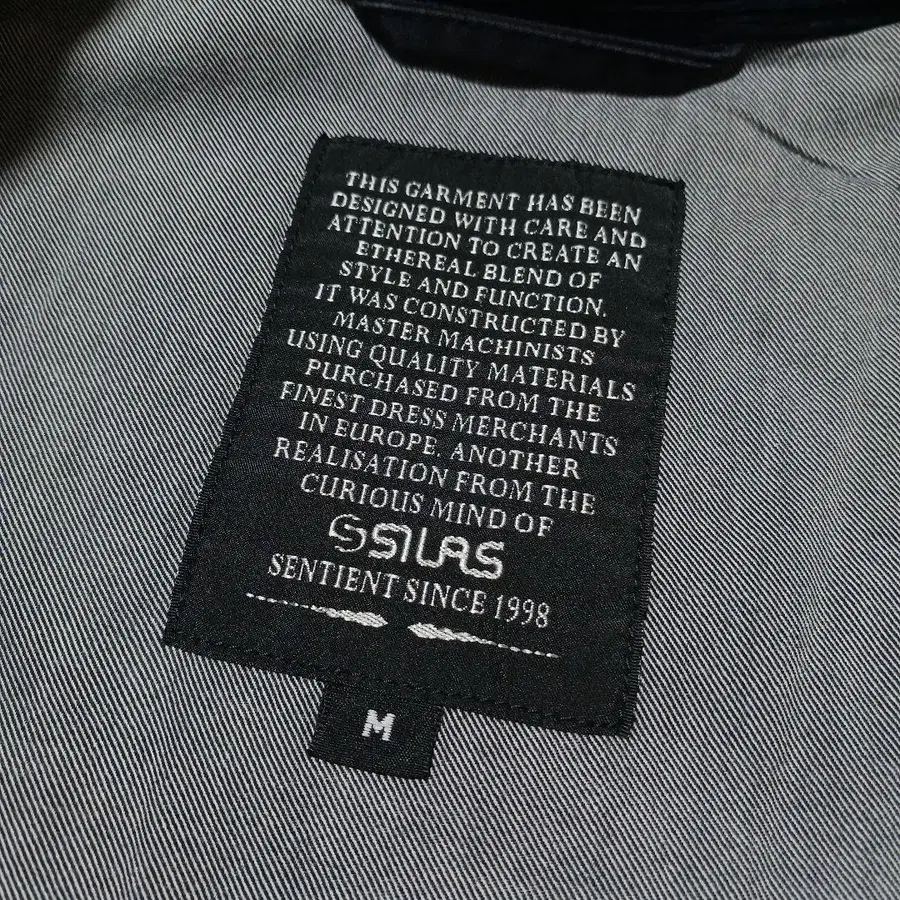 THIS GARMENT HAS BEEN
DESIGNED WITH CARE AND
ATTENTION TO CREATE AN
ETHEREAL BLEND OF
STYLE AND FUNCTION.
IT WAS CONSTRUCTED BY
MASTER MACHINISTS
USING QUALITY MATERIALS
PURCHASED FROM THE
FINEST DRESS MERCHANTS
IN EUROPE. ANOTHER
REALISATION FROM THE
CURIOUS MIND OF
SILAS
SENTIENT SINCE 1998
M